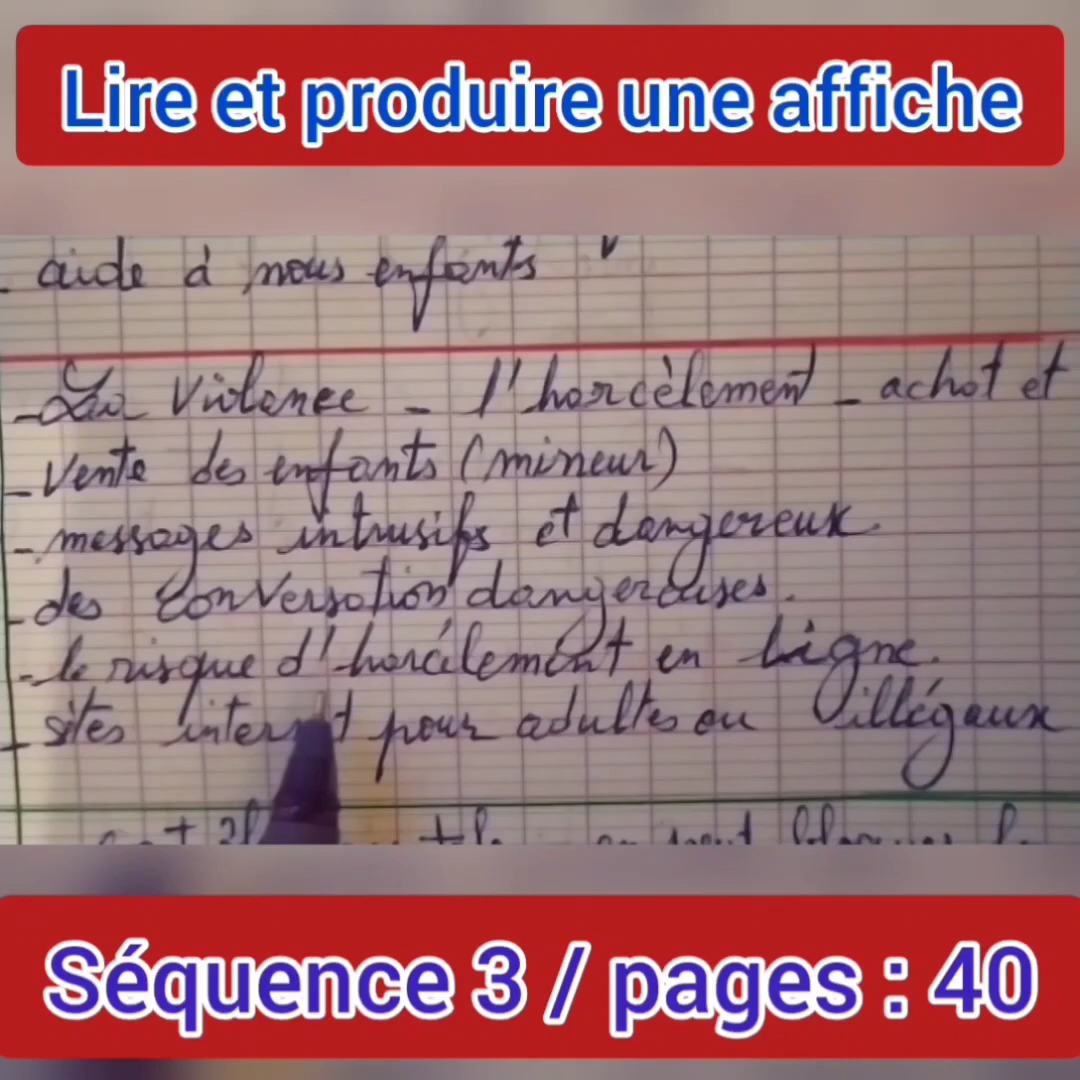 Lire et produire une affiche
- aide à nous enfants
- La violence - l'harcèlement - achat et
- vente des enfants (mineur)
- messages intrusifs et dangereux.
- des conversation dangereuses.
- le risque d'harcèlement en ligne.
- sites internet pour adultes ou illégaux
Séquence 3 / pages : 40